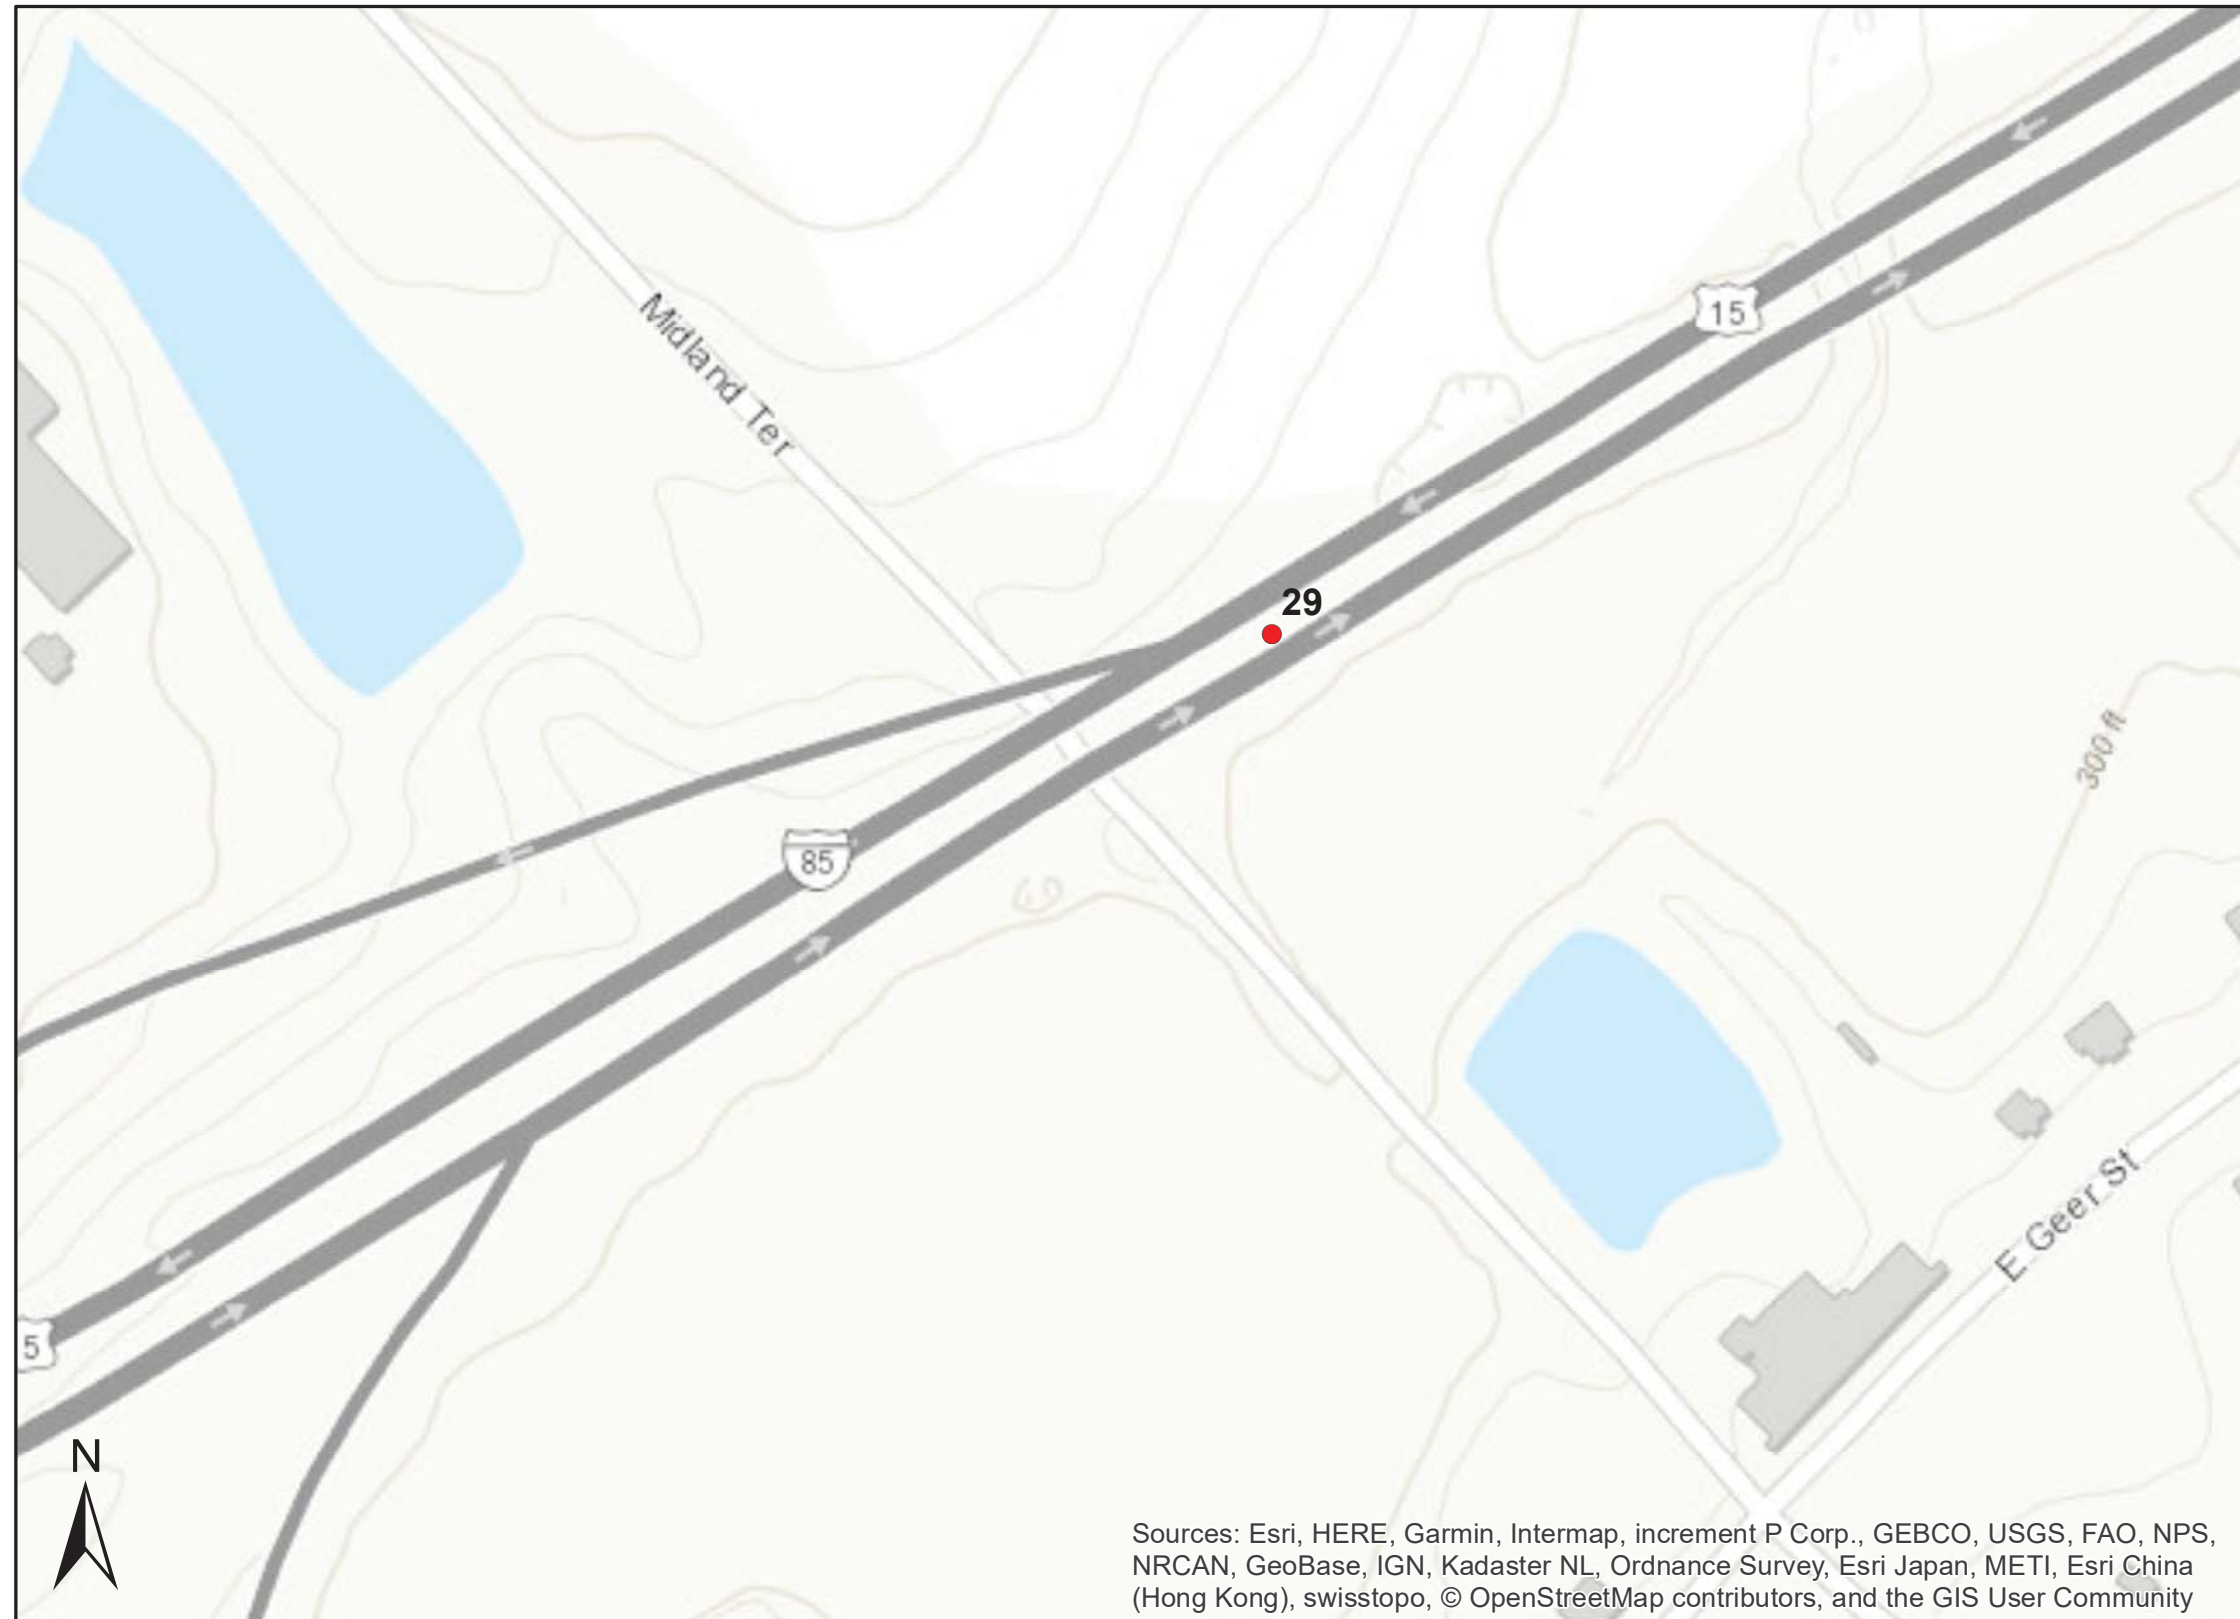 Midland Ter
15
29
300 ft
85
E Geer St
5
N
Sources: Esri, HERE, Garmin, Intermap, increment P Corp., GEBCO, USGS, FAO, NPS,
NRCAN, GeoBase, IGN, Kadaster NL, Ordnance Survey, Esri Japan, METI, Esri China
(Hong Kong), swisstopo, © OpenStreetMap contributors, and the GIS User Community